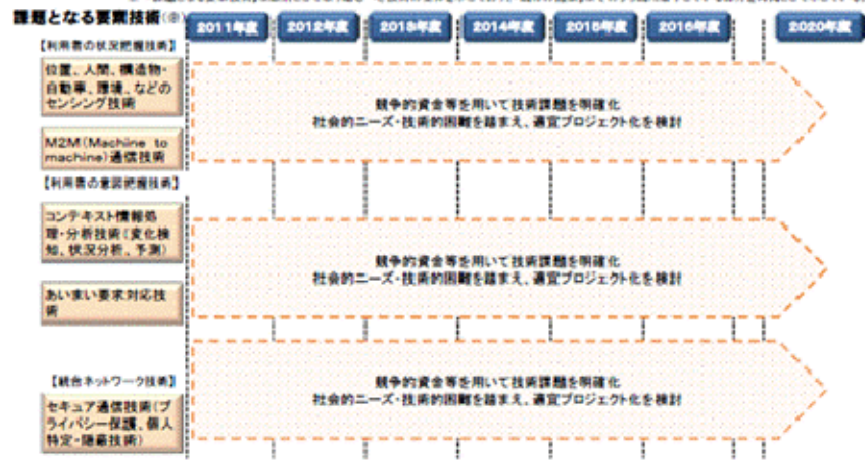 課題となる要素技術(※)
2011年度 2012年度 2013年度 2014年度 2015年度 2016年度 2020年度
【利用者の状況把握技術】
位置、人間、構造物・
自動車、環境、などの
センシング技術
競争的資金等を用いて技術課題を明確化
社会的ニーズ・技術的困難を踏まえ、適宜プロジェクト化を検討
M2M(Machine to
machine)通信技術
【利用者の意図把握技術】
コンテキスト情報処
理・分析技術(変化検
知、状況分析、予測)
競争的資金等を用いて技術課題を明確化
社会的ニーズ・技術的困難を踏まえ、適宜プロジェクト化を検討
あいまい要求対応技
術
【統合ネットワーク技術】
競争的資金等を用いて技術課題を明確化
社会的ニーズ・技術的困難を踏まえ、適宜プロジェクト化を検討
セキュア通信技術(プ
ライバシー保護、個人
特定・隠蔽技術)